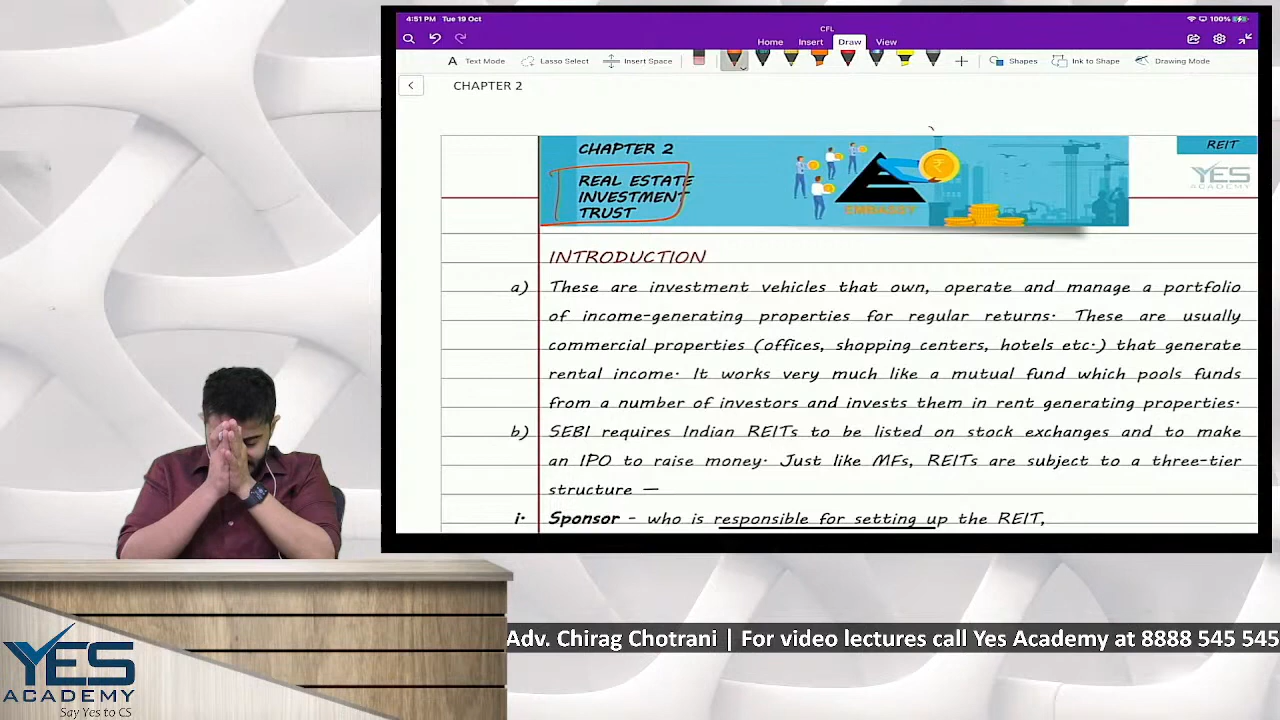 4:51 PM Tue 19 Oct
100%
CFL
Home Insert Draw View
A Text Mode Lasso Select Insert Space Shapes Ink to Shape Drawing Mode
CHAPTER 2
CHAPTER 2
REAL ESTATE
INVESTMENT
TRUST
EMBASSY
REIT
YES
ACADEMY
INTRODUCTION
a) These are investment vehicles that own, operate and manage a portfolio
of income-generating properties for regular returns. These are usually
commercial properties (offices, shopping centers, hotels etc.) that generate
rental income. It works very much like a mutual fund which pools funds
from a number of investors and invests them in rent generating properties.
b) SEBI requires Indian REITs to be listed on stock exchanges and to make
an IPO to raise money. Just like MFs, REITs are subject to a three-tier
structure —
i. Sponsor - who is responsible for setting up the REIT,
Adv. Chirag Chotrani | For video lectures call Yes Academy at 8888 545 545
YES
ACADEMY
Say Yes to CS